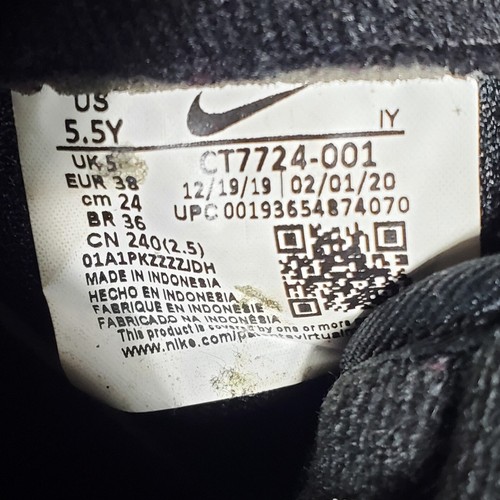 US
5.5Y IY
UK 5 CT7724-001
EUR 38 12/19/19 02/01/20
cm 24 UPC 00193654874070
BR 36
CN 240(2.5)
01A1PKZZZZJDH
MADE IN INDONESIA
HECHO EN INDONESIA
FABRIQUE EN INDONESIE
FABRICADO NA INDONÉSIA
This product is covered by one or more
www.nike.com/patentsvirtual